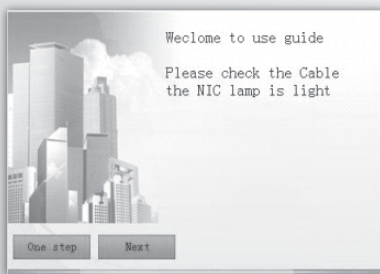 Weclome to use guide
Please check the Cable
the NIC lamp is light
One step
Next